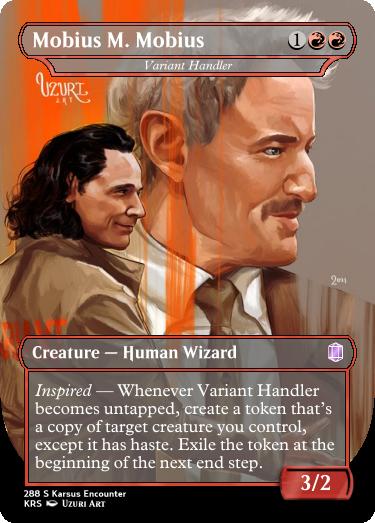 Mobius M. Mobius 1
Variant Handler
UZURI
ART
2021
Creature — Human Wizard
Inspired — Whenever Variant Handler
becomes untapped, create a token that's
a copy of target creature you control,
except it has haste. Exile the token at the
beginning of the next end step.
3/2
288 S Karsus Encounter
KRS Uzuri Art